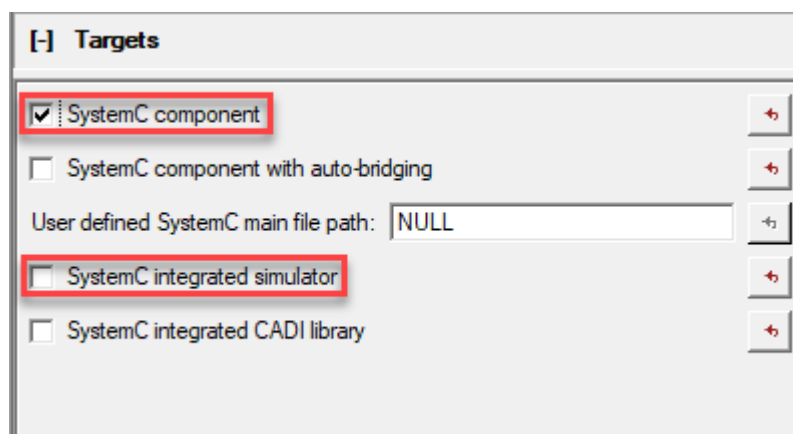 [-] Targets
SystemC component
SystemC component with auto-bridging
User defined SystemC main file path: NULL
SystemC integrated simulator
SystemC integrated CADI library